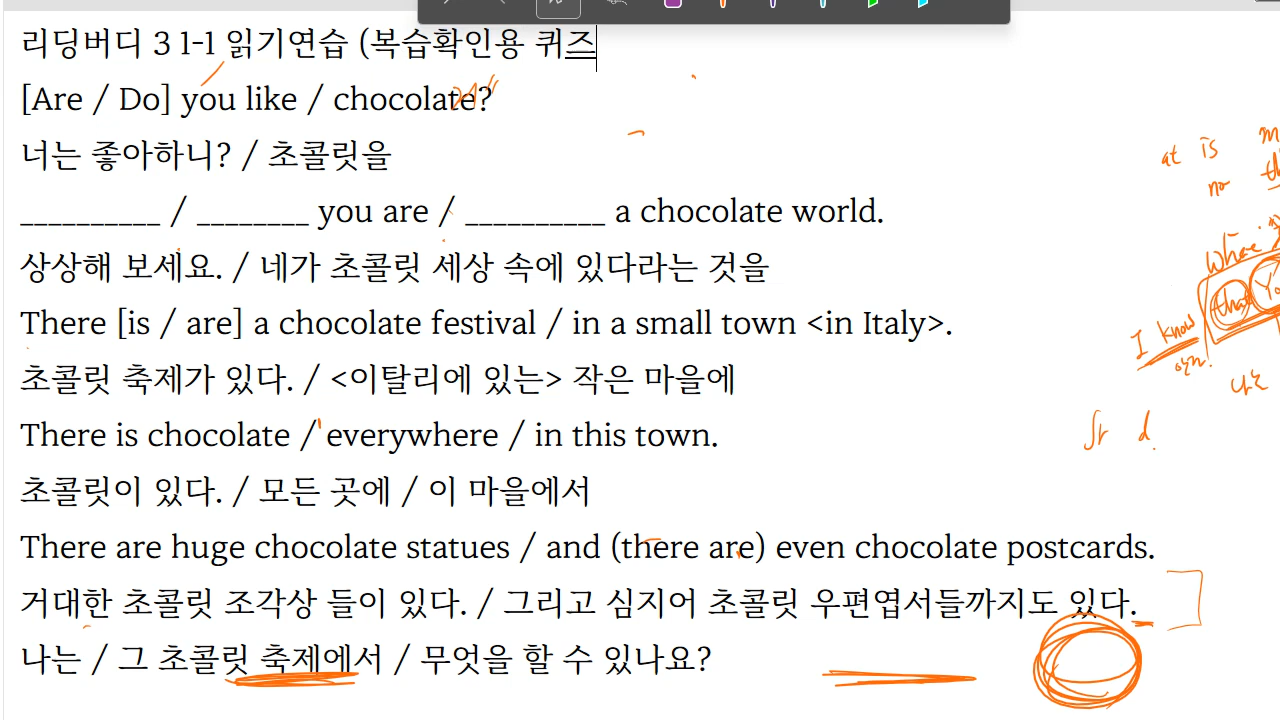 리딩버디 3 1-1 읽기연습 (복습확인용 퀴즈
[Are / Do] you like / chocolate?
너는 좋아하니? / 초콜릿을
__________ / ________ you are / __________ a chocolate world.
상상해 보세요. / 네가 초콜릿 세상 속에 있다라는 것을
There [is / are] a chocolate festival / in a small town <in Italy>.
초콜릿 축제가 있다. / <이탈리에 있는> 작은 마을에
There is chocolate / everywhere / in this town.
초콜릿이 있다. / 모든 곳에 / 이 마을에서
There are huge chocolate statues / and (there are) even chocolate postcards.
거대한 초콜릿 조각상 들이 있다. / 그리고 심지어 초콜릿 우편엽서들까지도 있다.
나는 / 그 초콜릿 축제에서 / 무엇을 할 수 있나요?
at is
no
that
I know
나는